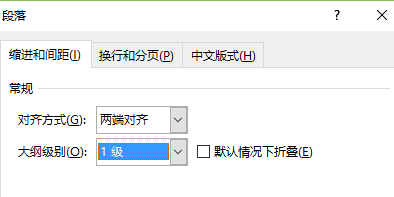 段落
缩进和间距(I) 换行和分页(P) 中文版式(H)
常规
对齐方式(G): 两端对齐
大纲级别(O): 1 级 默认情况下折叠(E)